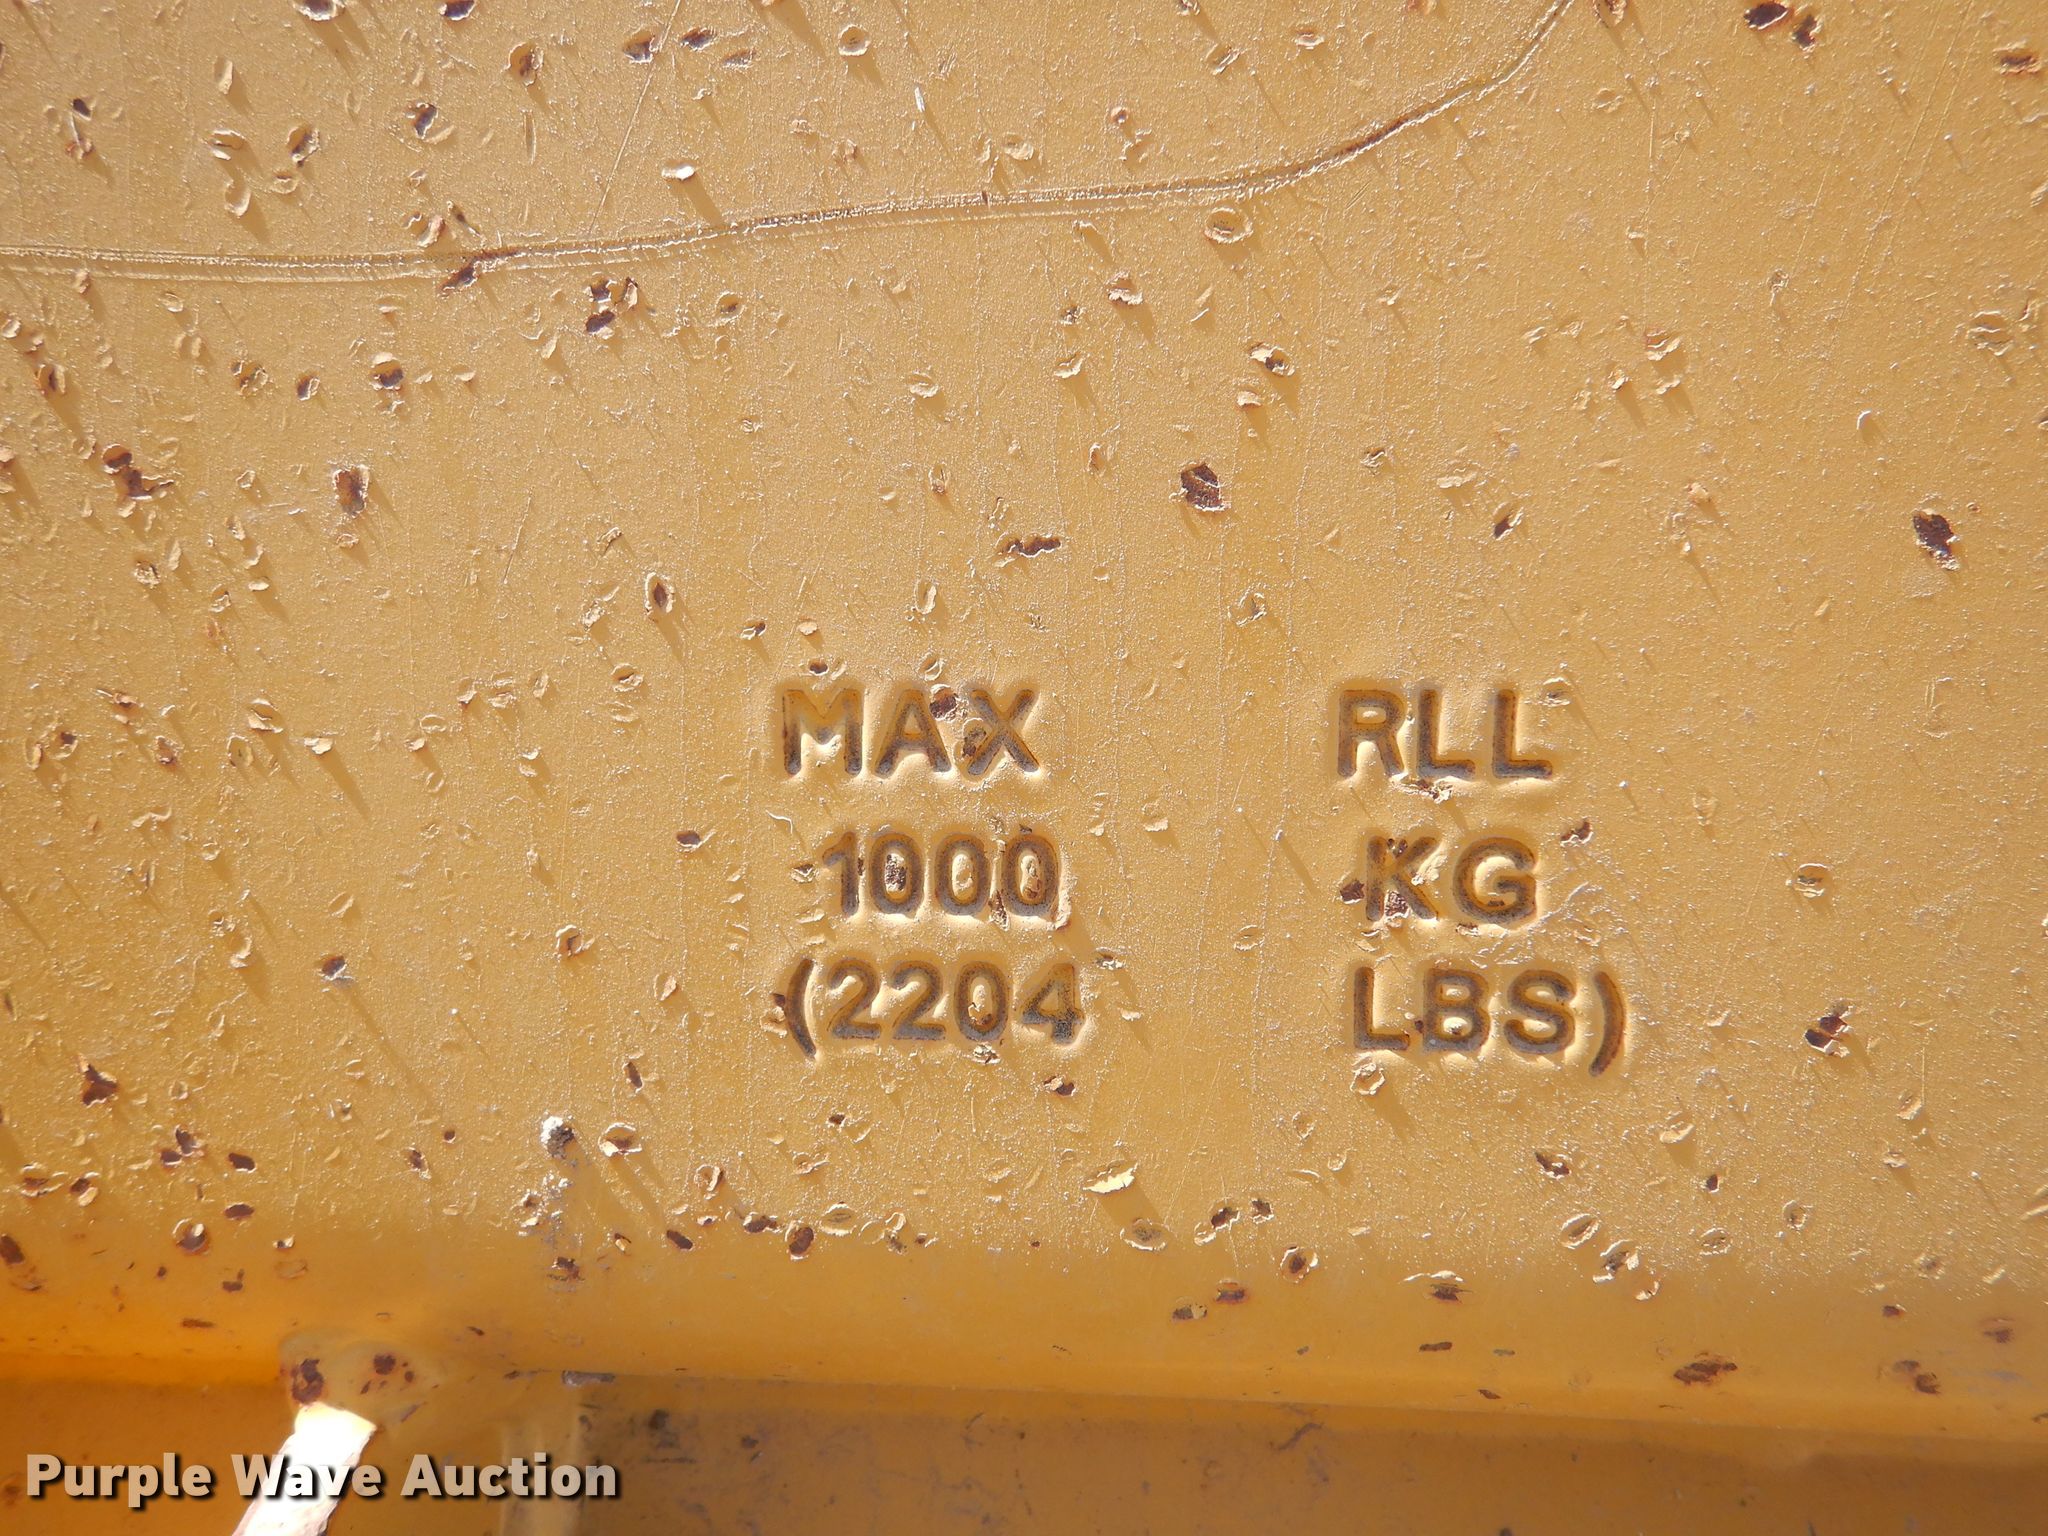 MAX RLL
1000 KG
(2204 LBS)
Purple Wave Auction